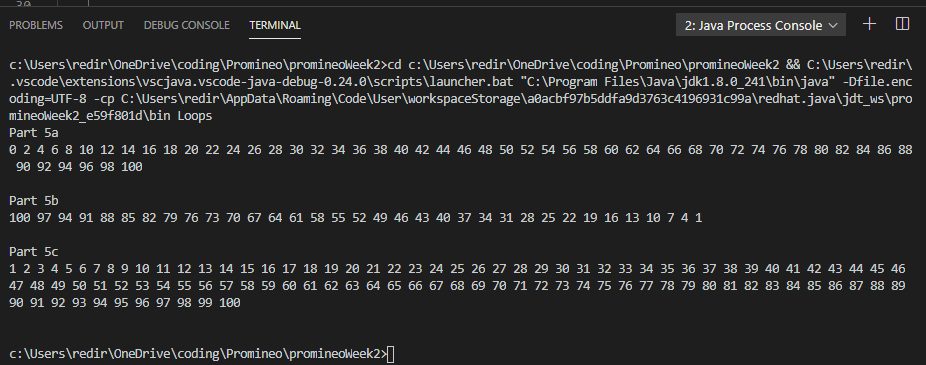 30
PROBLEMS OUTPUT DEBUG CONSOLE TERMINAL 2: Java Process Console
c:\Users\redir\OneDrive\coding\Promineo\promineoWeek2>cd c:\Users\redir\OneDrive\coding\Promineo\promineoWeek2 && C:\Users\redir\
.vscode\extensions\vscjava.vscode-java-debug-0.24.0\scripts\launcher.bat "C:\Program Files\Java\jdk1.8.0_241\bin\java" -Dfile.enc
oding=UTF-8 -cp C:\Users\redir\AppData\Roaming\Code\User\workspaceStorage\a0acbf97b5ddfa9d3763c4196931c99a\redhat.java\jdt_ws\pro
mineoWeek2_e59f801d\bin Loops
Part 5a
0 2 4 6 8 10 12 14 16 18 20 22 24 26 28 30 32 34 36 38 40 42 44 46 48 50 52 54 56 58 60 62 64 66 68 70 72 74 76 78 80 82 84 86 88
90 92 94 96 98 100
Part 5b
100 97 94 91 88 85 82 79 76 73 70 67 64 61 58 55 52 49 46 43 40 37 34 31 28 25 22 19 16 13 10 7 4 1
Part 5c
1 2 3 4 5 6 7 8 9 10 11 12 13 14 15 16 17 18 19 20 21 22 23 24 25 26 27 28 29 30 31 32 33 34 35 36 37 38 39 40 41 42 43 44 45 46
47 48 49 50 51 52 53 54 55 56 57 58 59 60 61 62 63 64 65 66 67 68 69 70 71 72 73 74 75 76 77 78 79 80 81 82 83 84 85 86 87 88 89
90 91 92 93 94 95 96 97 98 99 100
c:\Users\redir\OneDrive\coding\Promineo\promineoWeek2>